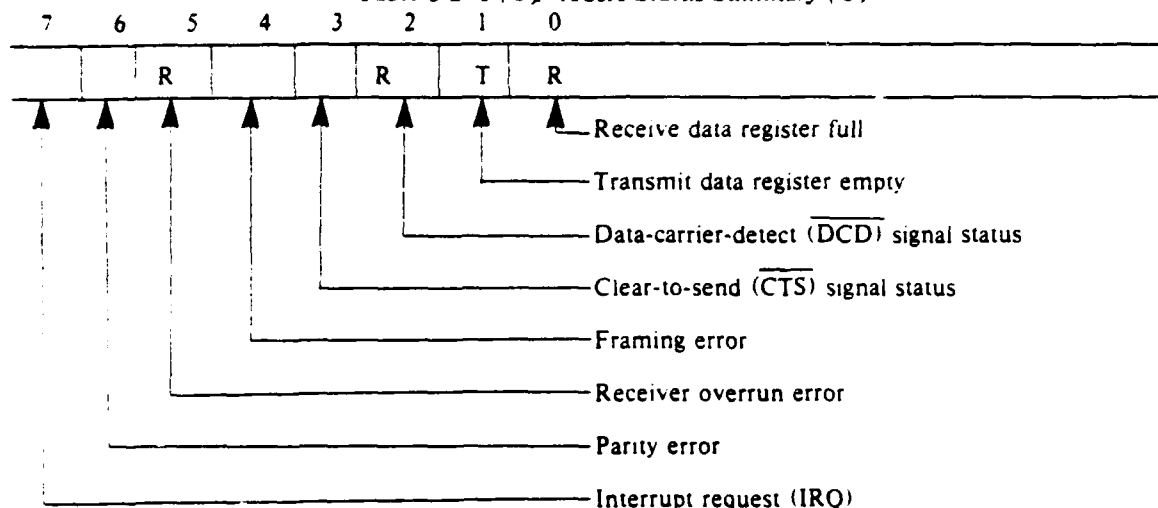 7 6 5 4 3 2 1 0
R R T R
Receive data register full
Transmit data register empty
Data-carrier-detect (DCD) signal status
Clear-to-send (CTS) signal status
Framing error
Receiver overrun error
Parity error
Interrupt request (IRQ)